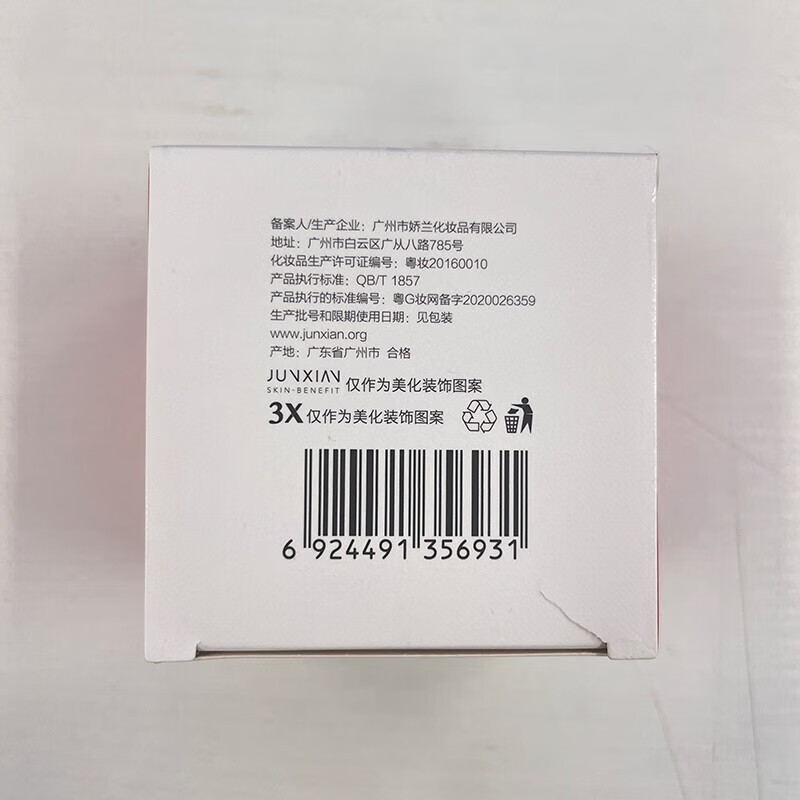 备案人/生产企业：广州市娇兰化妆品有限公司
地址：广州市白云区广从八路785号
化妆品生产许可证编号：粤妆20160010
产品执行标准：QB/T 1857
产品执行的标准编号：粤G妆网备字2020026359
生产批号和限期使用日期：见包装
www.junxian.org
产地：广东省广州市 合格
JUNXIAN SKIN-BENEFIT 仅作为美化装饰图案
3X仅作为美化装饰图案
6 924491 356931